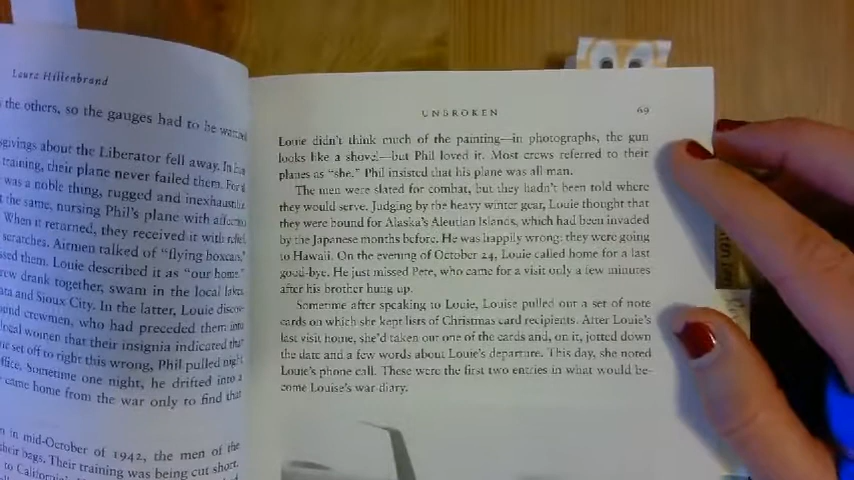 Laura Hillenbrand
the others, so the gauges had to be
sgivings about the Liberator fell away. In
training, their plane never failed them. For
was a noble thing, rugged and
the same, nursing Phil's plane with
When it returned, they received it with
scratches. Airmen talked of "flying boxcars,"
ssed them. Louie described it as "our home."
rew drank together, swam in the local lakes
and Sioux City. In the latter, Louie
ound crewmen, who had preceded them into
local women that their insignia indicated that
set off to right this wrong, Phil pulled night
office. Sometime one night, he drifted into a
came home from the war only to find that
n in mid-October of 1942, the men of the
their bags. Their training was being cut short.
to California
UNBROKEN 69
Louie didn't think much of the painting—in photographs, the gun
looks like a shovel—but Phil loved it. Most crews referred to their
planes as "she." Phil insisted that his plane was all man.
The men were slated for combat, but they hadn't been told where
they would serve. Judging by the heavy winter gear, Louie thought that
they were bound for Alaska's Aleutian Islands, which had been invaded
by the Japanese months before. He was happily wrong: they were going
to Hawaii. On the evening of October 24, Louie called home for a last
good-bye. He just missed Pete, who came for a visit only a few minutes
after his brother hung up.
Sometime after speaking to Louie, Louise pulled out a set of note
cards on which she kept lists of Christmas card recipients. After Louie's
last visit home, she'd taken out one of the cards and, on it, jotted down
the date and a few words about Louie's departure. This day, she noted
Louie's phone call. These were the first two entries in what would be-
come Louise's war diary.